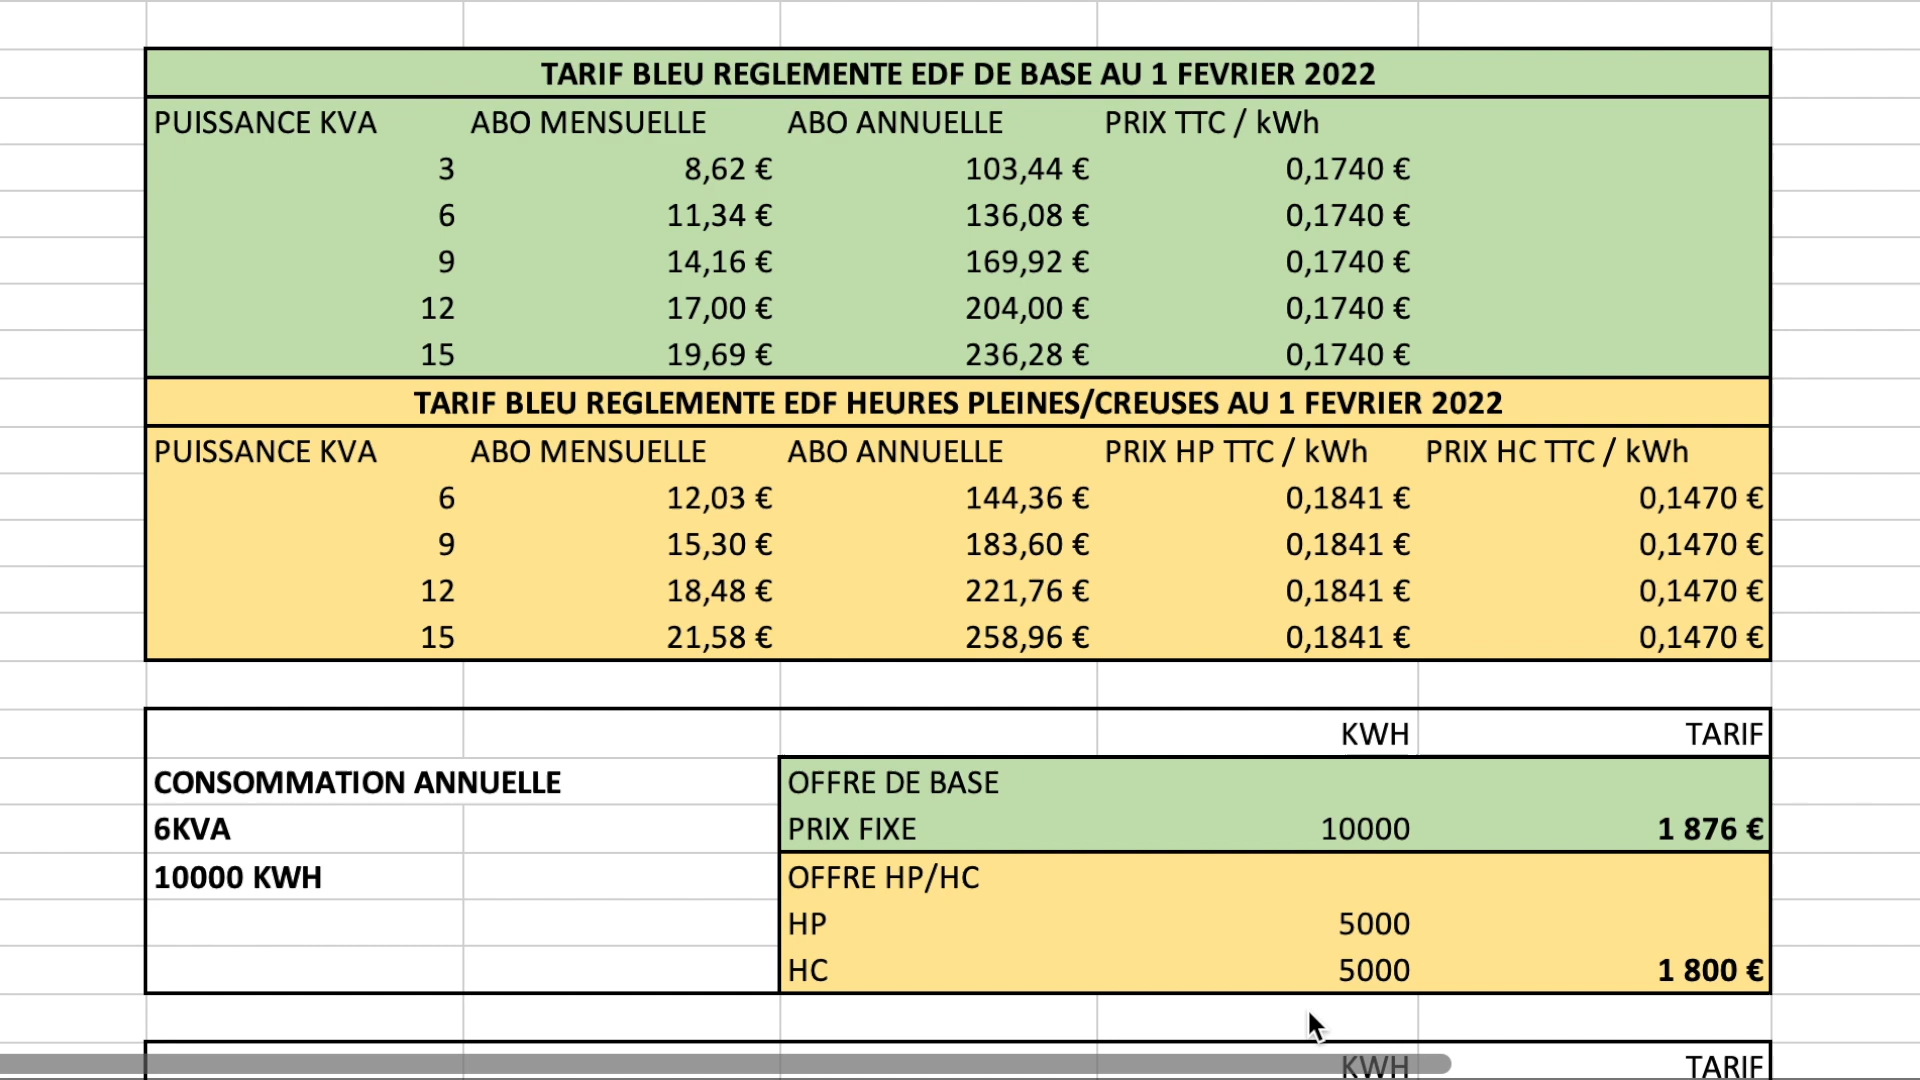 TARIF BLEU REGLEMENTE EDF DE BASE AU 1 FEVRIER 2022
PUISSANCE KVA ABO MENSUELLE ABO ANNUELLE PRIX TTC / kWh
3 8,62 € 103,44 € 0,1740 €
6 11,34 € 136,08 € 0,1740 €
9 14,16 € 169,92 € 0,1740 €
12 17,00 € 204,00 € 0,1740 €
15 19,69 € 236,28 € 0,1740 €
TARIF BLEU REGLEMENTE EDF HEURES PLEINES/CREUSES AU 1 FEVRIER 2022
PUISSANCE KVA ABO MENSUELLE ABO ANNUELLE PRIX HP TTC / kWh PRIX HC TTC / kWh
6 12,03 € 144,36 € 0,1841 € 0,1470 €
9 15,30 € 183,60 € 0,1841 € 0,1470 €
12 18,48 € 221,76 € 0,1841 € 0,1470 €
15 21,58 € 258,96 € 0,1841 € 0,1470 €
KWH TARIF
CONSOMMATION ANNUELLE OFFRE DE BASE
6KVA PRIX FIXE 10000 1 876 €
10000 KWH OFFRE HP/HC
HP 5000
HC 5000 1 800 €
KWH TARIF